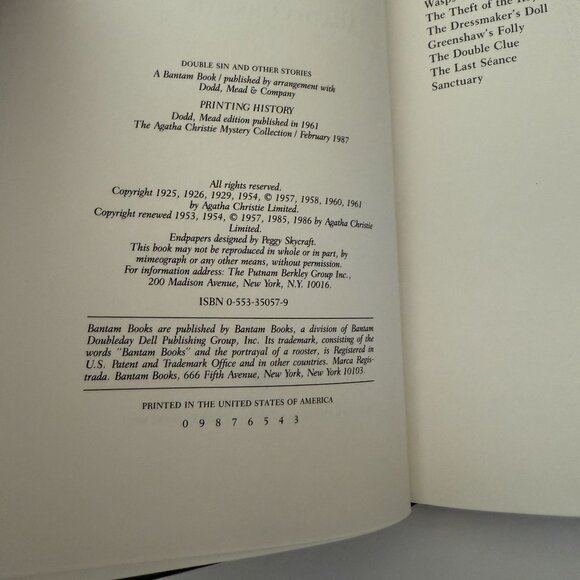 DOUBLE SIN AND OTHER STORIES
A Bantam Book / published by arrangement with
Dodd, Mead & Company
PRINTING HISTORY
Dodd, Mead edition published in 1961
The Agatha Christie Mystery Collection / February 1987
All rights reserved.
Copyright 1925, 1926, 1929, 1954, © 1957, 1958, 1960, 1961
by Agatha Christie Limited.
Copyright renewed 1953, 1954, © 1957, 1985, 1986 by Agatha Christie
Limited.
Endpapers designed by Peggy Skycraft.
This book may not be reproduced in whole or in part, by
mimeograph or any other means, without permission.
For information address: The Putnam Berkley Group Inc.,
200 Madison Avenue, New York, N.Y. 10016.
ISBN 0-553-35057-9
Bantam Books are published by Bantam Books, a division of Bantam
Doubleday Dell Publishing Group, Inc. Its trademark, consisting of the
words "Bantam Books" and the portrayal of a rooster, is Registered in
U.S. Patent and Trademark Office and in other countries. Marca Regis-
trada. Bantam Books, 666 Fifth Avenue, New York, New York 10103.
PRINTED IN THE UNITED STATES OF AMERICA
0 9 8 7 6 5 4 3
The Theft of the
The Dressmaker's Doll
Greenshaw's Folly
The Double Clue
The Last Séance
Sanctuary